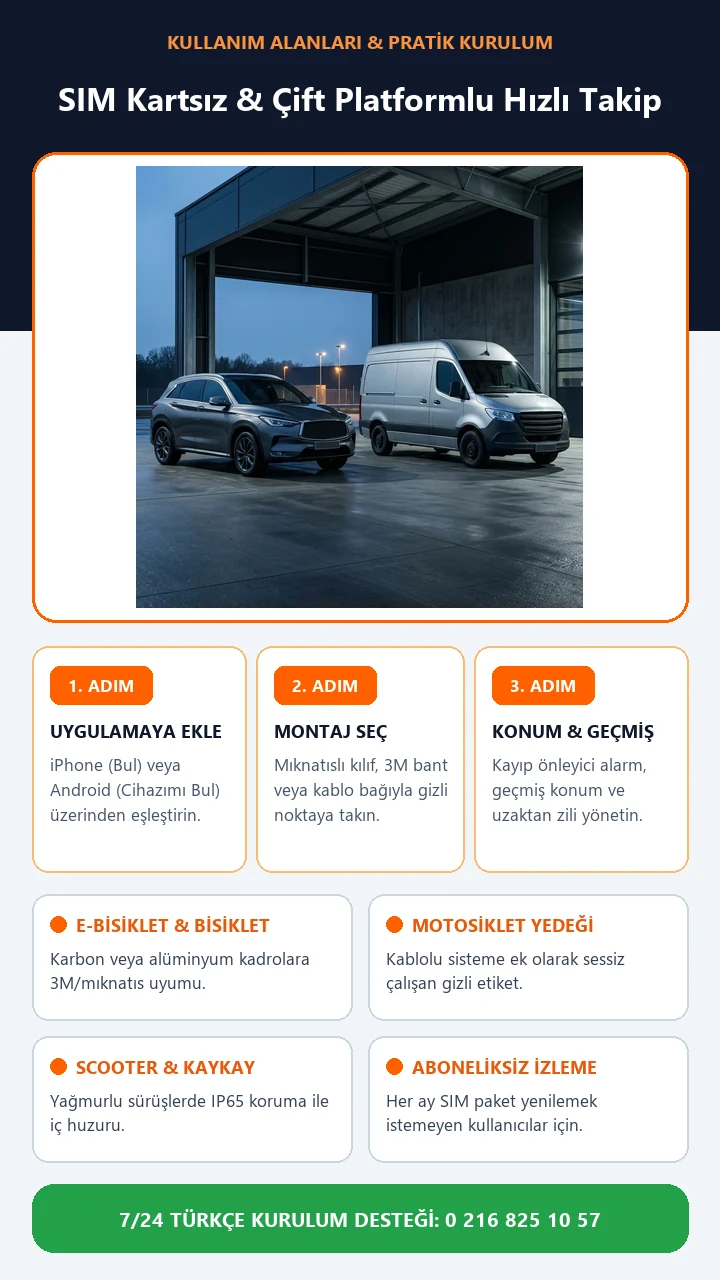 KULLANIM ALANLARI & PRATİK KURULUM
SIM Kartsız & Çift Platformlu Hızlı Takip
1. ADIM
UYGULAMAYA EKLE
iPhone (Bul) veya
Android (Cihazımı Bul)
üzerinden eşleştirin.
2. ADIM
MONTAJ SEÇ
Mıknatıslı kılıf, 3M bant
veya kablo bağıyla gizli
noktaya takın.
3. ADIM
KONUM & GEÇMİŞ
Kayıp önleyici alarm,
geçmiş konum ve
uzaktan zili yönetin.
E-BİSİKLET & BİSİKLET
Karbon veya alüminyum kadrolara
3M/mıknatıs uyumu.
MOTOSİKLET YEDEĞİ
Kablolu sisteme ek olarak sessiz
çalışan gizli etiket.
SCOOTER & KAYKAY
Yağmurlu sürüşlerde IP65 koruma ile
iç huzuru.
ABONELİKSİZ İZLEME
Her ay SIM paket yenilemek
istemeyen kullanıcılar için.
7/24 TÜRKÇE KURULUM DESTEĞİ: 0 216 825 10 57